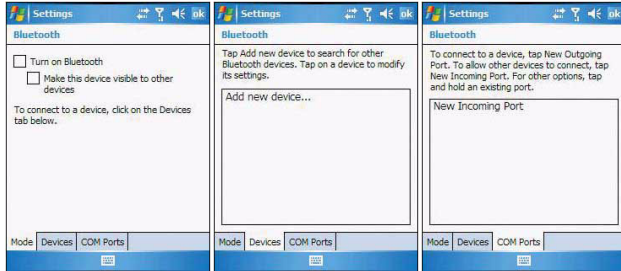 Settings ok
Bluetooth
Turn on Bluetooth
Make this device visible to other
devices
To connect to a device, click on the Devices
tab below.
Mode Devices COM Ports
Settings ok
Bluetooth
Tap Add new device to search for other
Bluetooth devices. Tap on a device to modify
its settings.
Add new device...
Mode Devices COM Ports
Settings ok
Bluetooth
To connect to a device, tap New Outgoing
Port. To allow other devices to connect, tap
New Incoming Port. For other options, tap
and hold an existing port.
New Incoming Port
Mode Devices COM Ports